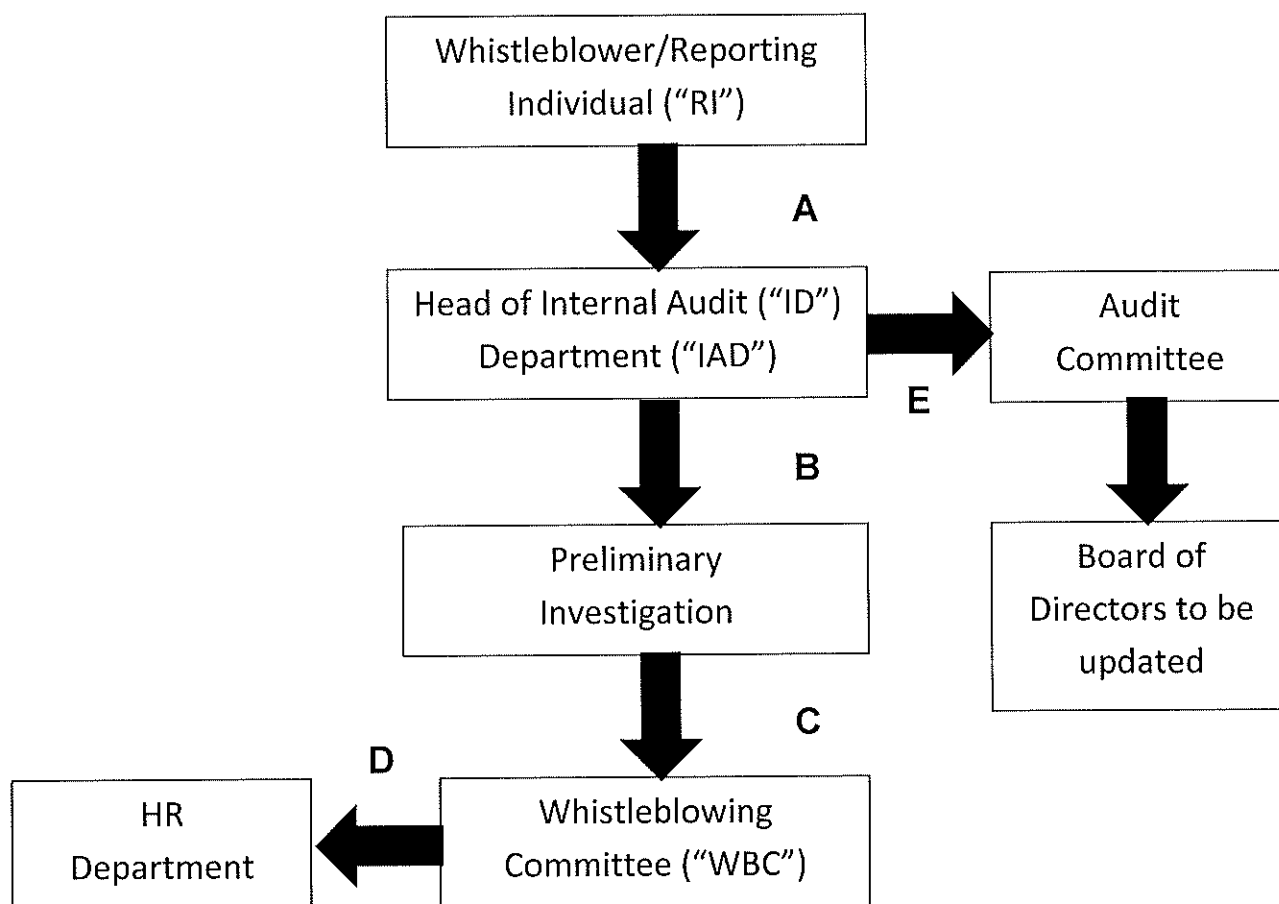 Whistleblower/Reporting
Individual (“RI”)
A
Head of Internal Audit (“ID”)
Department (“IAD”)
E
Audit
Committee
B
Preliminary
Investigation
Board of
Directors to be
updated
C
D
HR
Department
Whistleblowing
Committee (“WBC”)